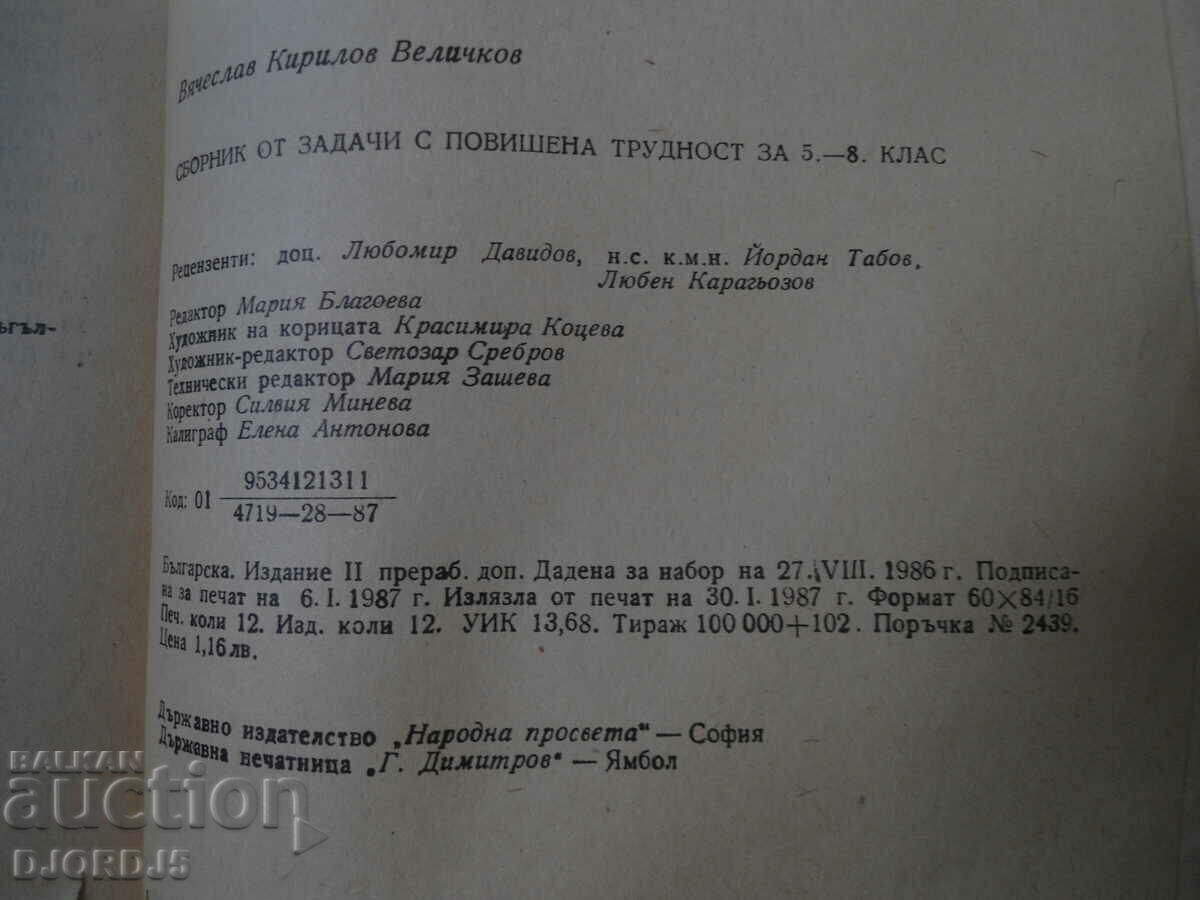 ъгъл-
Вячеслав Кирилов Величков
СБОРНИК ОТ ЗАДАЧИ С ПОВИШЕНА ТРУДНОСТ ЗА 5.—8. КЛАС
Рецензенти: доц. Любомир Давидов, н.с. к.м.н. Йордан Табов,
Любен Карагьозов
Редактор Мария Благоева
Художник на корицата Красимира Коцева
Художник-редактор Светозар Сребров
Технически редактор Мария Зашева
Коректор Силвия Минева
Калиграф Елена Антонова
9534121311
Код: 01
4719—28—87
Българска. Издание II прераб. доп. Дадена за набор на 27. VIII. 1986 г. Подписа-
на за печат на 6. I. 1987 г. Излязла от печат на 30. I. 1987 г. Формат 60×84/16
Печ. коли 12. Изд. коли 12. УИК 13,68. Тираж 100 000+102. Поръчка № 2439.
Цена 1,16 лв.
Държавно издателство „Народна просвета“ — София
Държавна печатница „Г. Димитров“ — Ямбол
BALKAN
auction
DJORDJ5